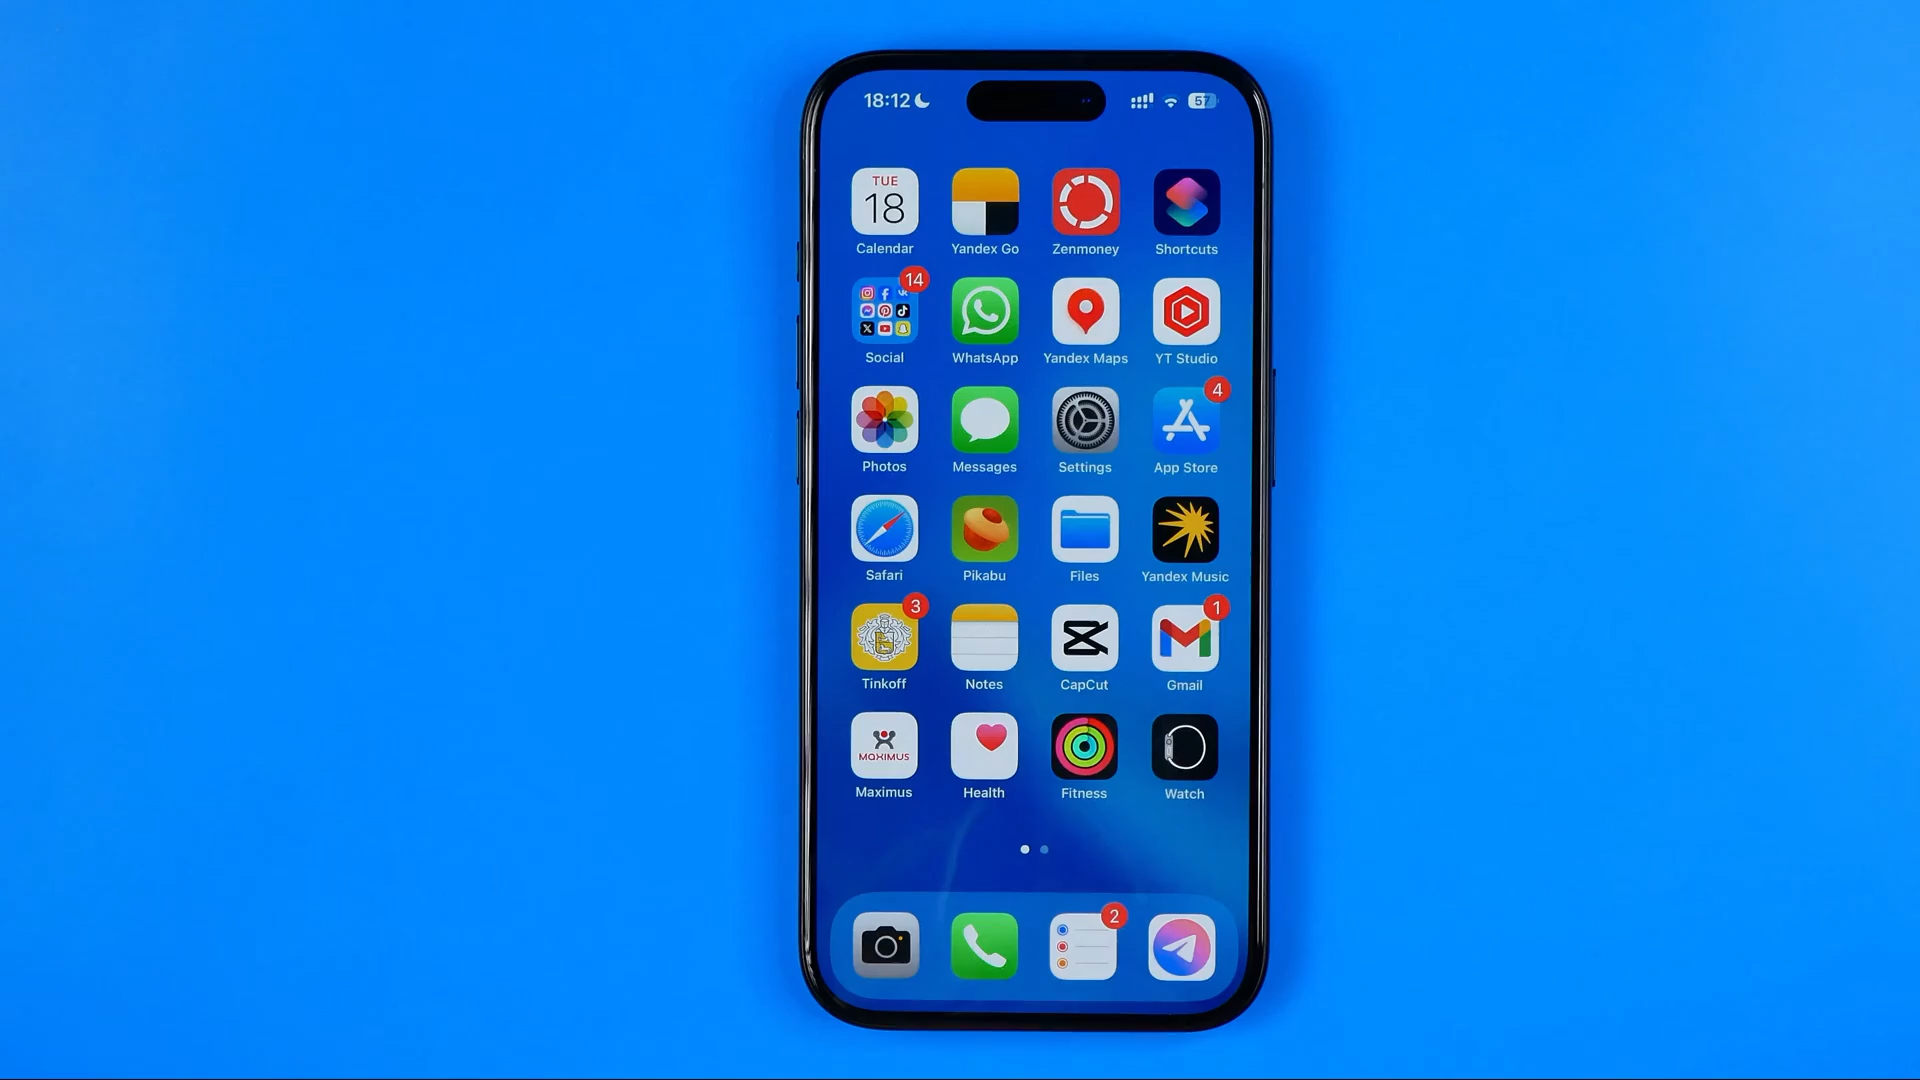 18:12 57
TUE
18
Calendar Yandex Go Zenmoney Shortcuts
14
Social WhatsApp Yandex Maps YT Studio
4
Photos Messages Settings App Store
Safari Pikabu Files Yandex Music
3 1
Tinkoff Notes CapCut Gmail
MAXIMUS
Maximus Health Fitness Watch
2